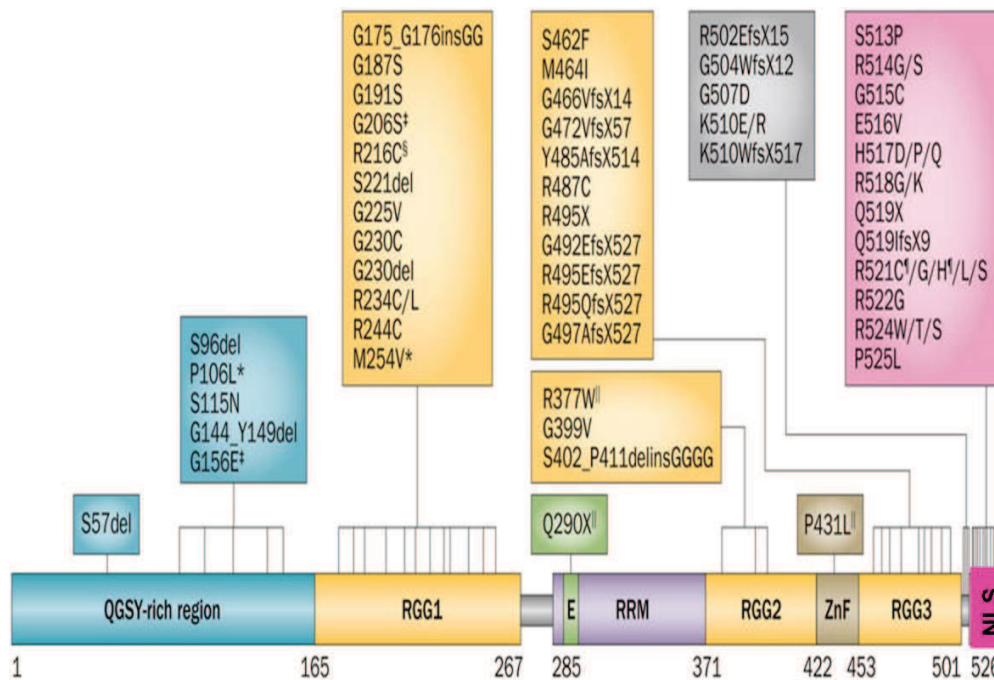 G175_G176insGG
G187S
G191S
G206S‡
R216C§
S221del
G225V
G230C
G230del
R234C/L
R244C
M254V*
S462F
M464I
G466VfsX14
G472VfsX57
Y485AfsX514
R487C
R495X
G492EfsX527
R495EfsX527
R495QfsX527
G497AfsX527
R502EfsX15
G504WfsX12
G507D
K510E/R
K510WfsX517
S513P
R514G/S
G515C
E516V
H517D/P/Q
R518G/K
Q519X
Q519IfsX9
R521C¶/G/H¶/L/S
R522G
R524W/T/S
P525L
S96del
P106L*
S115N
G144_Y149del
G156E‡
R377W||
G399V
S402_P411delinsGGGG
S57del
Q290X||
P431L||
QGSY-rich region
RGG1
E
RRM
RGG2
ZnF
RGG3
NLS
1 165 267 285 371 422 453 501 526